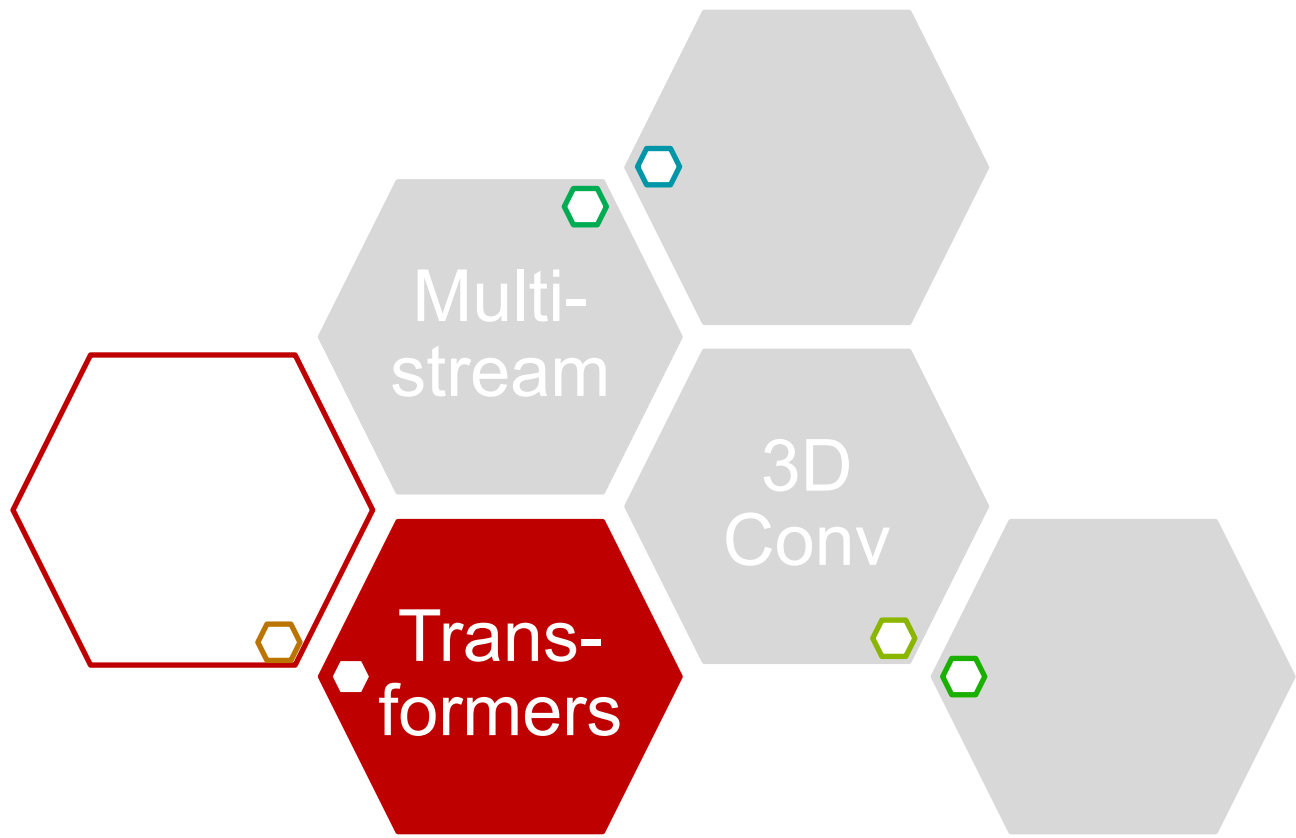 Multi-
stream
3D
Conv
Trans-
formers